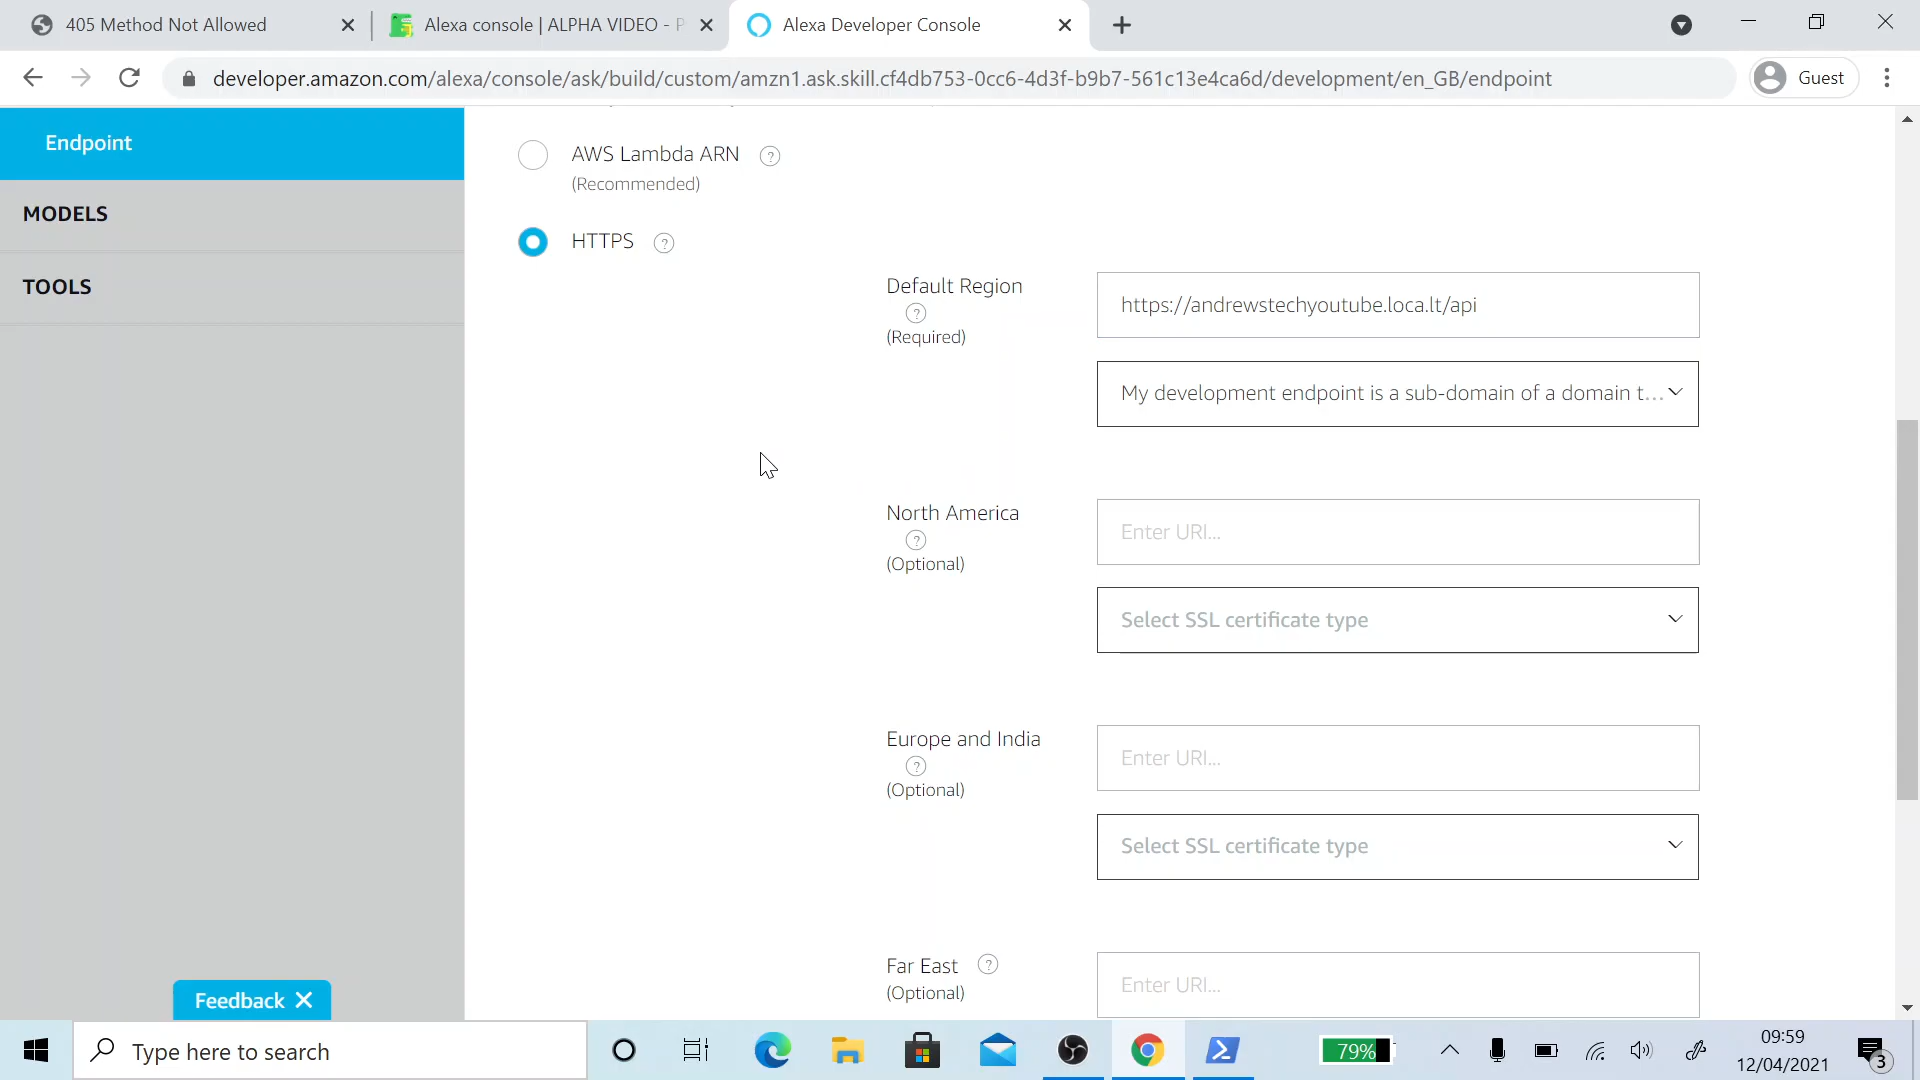 405 Method Not Allowed
Alexa console | ALPHA VIDEO - P
Alexa Developer Console
developer.amazon.com/alexa/console/ask/build/custom/amzn1.ask.skill.cf4db753-0cc6-4d3f-b9b7-561c13e4ca6d/development/en_GB/endpoint
Guest
Endpoint
MODELS
TOOLS
Feedback
AWS Lambda ARN ?
(Recommended)
HTTPS ?
Default Region
?
(Required)
https://andrewstechyoutube.loca.lt/api
My development endpoint is a sub-domain of a domain t...
North America
?
(Optional)
Enter URI...
Select SSL certificate type
Europe and India
?
(Optional)
Enter URI...
Select SSL certificate type
Far East ?
(Optional)
Enter URI...
Type here to search
79%
09:59
12/04/2021
3